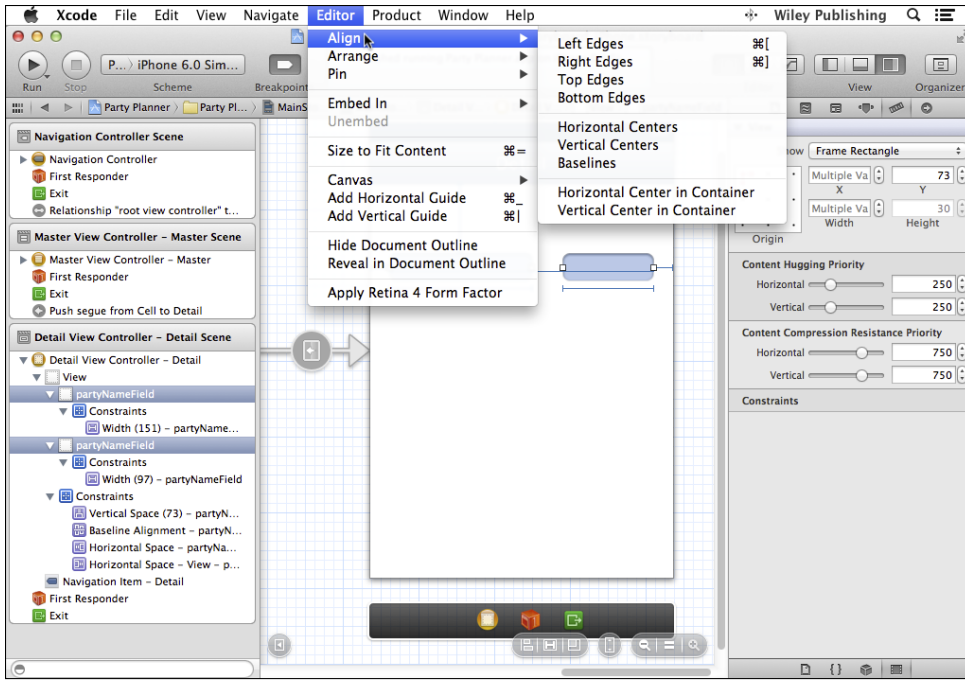 Xcode File Edit View Navigate Editor Product Window Help Wiley Publishing
Run Stop
P...) iPhone 6.0 Sim...
Scheme
Breakpoint
View Organizer
Party Planner Party Pl... MainS
Align
Arrange
Pin
Embed In
Unembed
Size to Fit Content ⌘=
Canvas
Add Horizontal Guide ⌘_
Add Vertical Guide ⌘|
Hide Document Outline
Reveal in Document Outline
Apply Retina 4 Form Factor
Left Edges ⌘[
Right Edges ⌘]
Top Edges
Bottom Edges
Horizontal Centers
Vertical Centers
Baselines
Horizontal Center in Container
Vertical Center in Container
Navigation Controller Scene
Navigation Controller
First Responder
Exit
Relationship "root view controller" t...
Master View Controller – Master Scene
Master View Controller – Master
First Responder
Exit
Push segue from Cell to Detail
Detail View Controller – Detail Scene
Detail View Controller – Detail
View
partyNameField
Constraints
Width (151) – partyName...
partyNameField
Constraints
Width (97) – partyNameField
Constraints
Vertical Space (73) – partyN...
Baseline Alignment – partyN...
Horizontal Space – partyNa...
Horizontal Space – View – p...
Navigation Item – Detail
First Responder
Exit
ow Frame Rectangle
Multiple Va 73
X Y
Multiple Va 30
Width Height
Origin
Content Hugging Priority
Horizontal 250
Vertical 250
Content Compression Resistance Priority
Horizontal 750
Vertical 750
Constraints